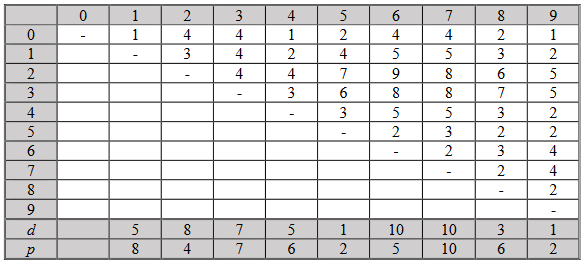 0 1 2 3 4 5 6 7 8 9
0 - 1 4 4 1 2 4 4 2 1
1 - 3 4 2 4 5 5 3 2
2 - 4 4 7 9 8 6 5
3 - 3 6 8 8 7 5
4 - 3 5 5 3 2
5 - 2 3 2 2
6 - 2 3 4
7 - 2 4
8 - 2
9 -
d 5 8 7 5 1 10 10 3 1
p 8 4 7 6 2 5 10 6 2